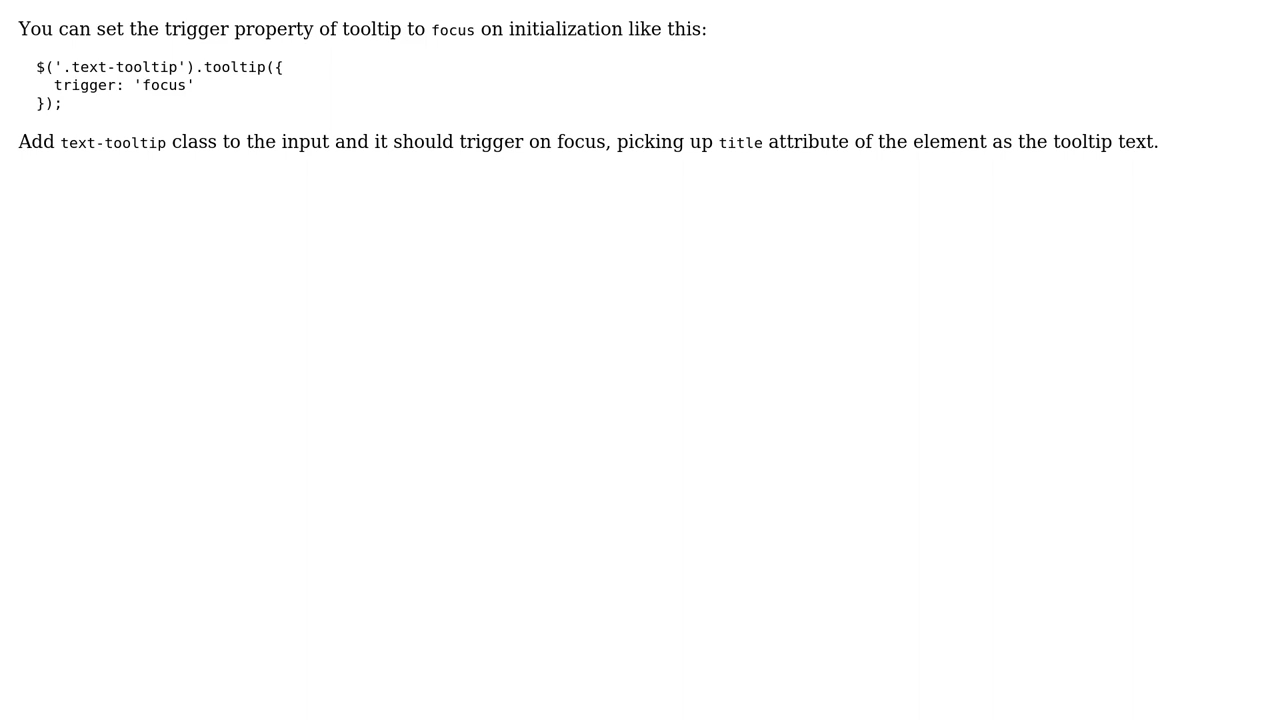 You can set the trigger property of tooltip to focus on initialization like this:
$('.text-tooltip').tooltip({
  trigger: 'focus'
});
Add text-tooltip class to the input and it should trigger on focus, picking up title attribute of the element as the tooltip text.